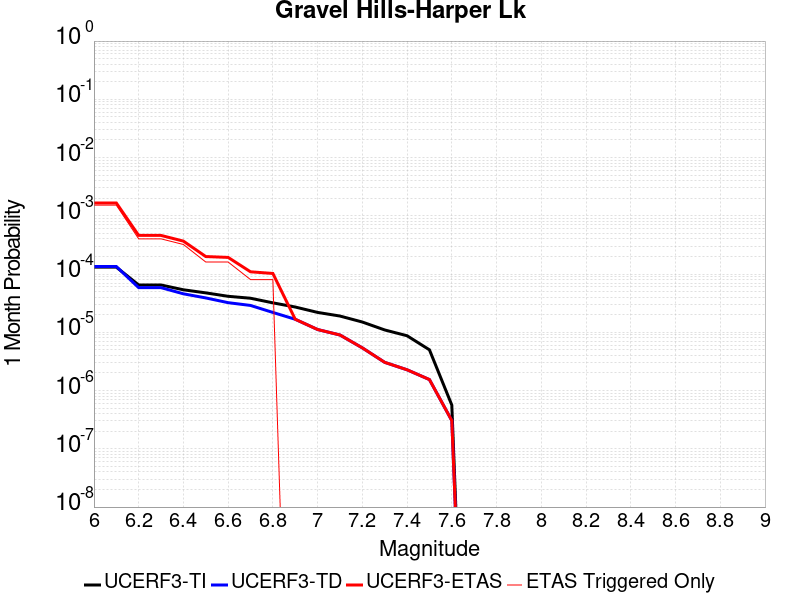 Gravel Hills-Harper Lk
1 Month Probability
10^0
10^-1
10^-2
10^-3
10^-4
10^-5
10^-6
10^-7
10^-8
6 6.2 6.4 6.6 6.8 7 7.2 7.4 7.6 7.8 8 8.2 8.4 8.6 8.8 9
Magnitude
UCERF3-TI UCERF3-TD UCERF3-ETAS ETAS Triggered Only